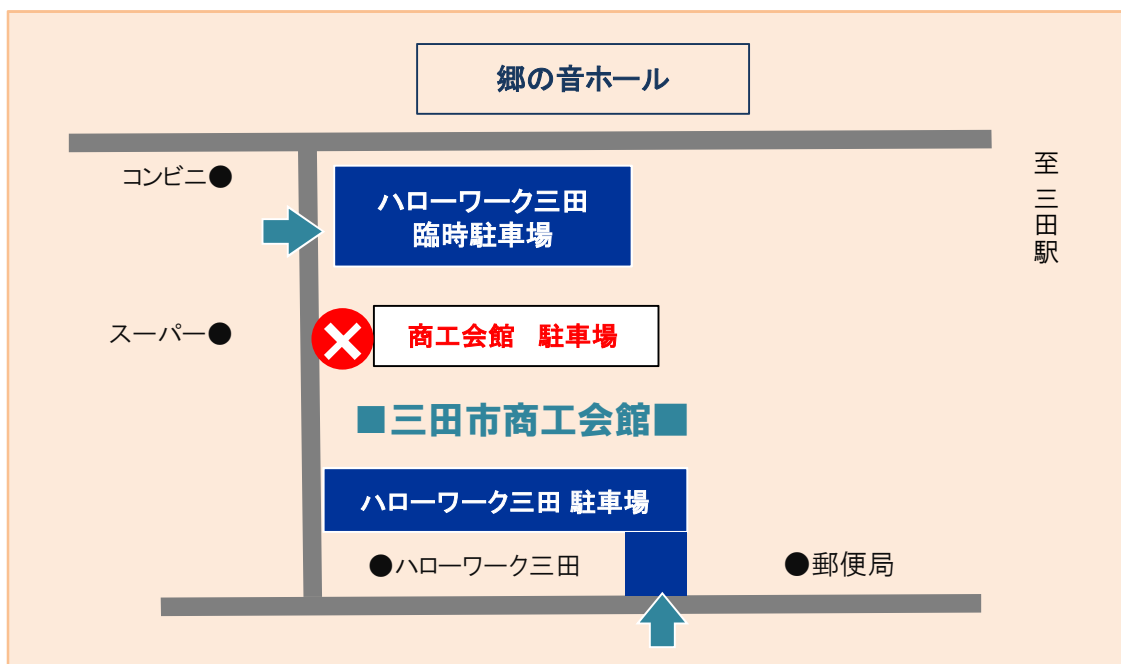 郷の音ホール
コンビニ●
ハローワーク三田
臨時駐車場
至 三田駅
スーパー●
商工会館　駐車場
■三田市商工会館■
ハローワーク三田 駐車場
●ハローワーク三田
●郵便局